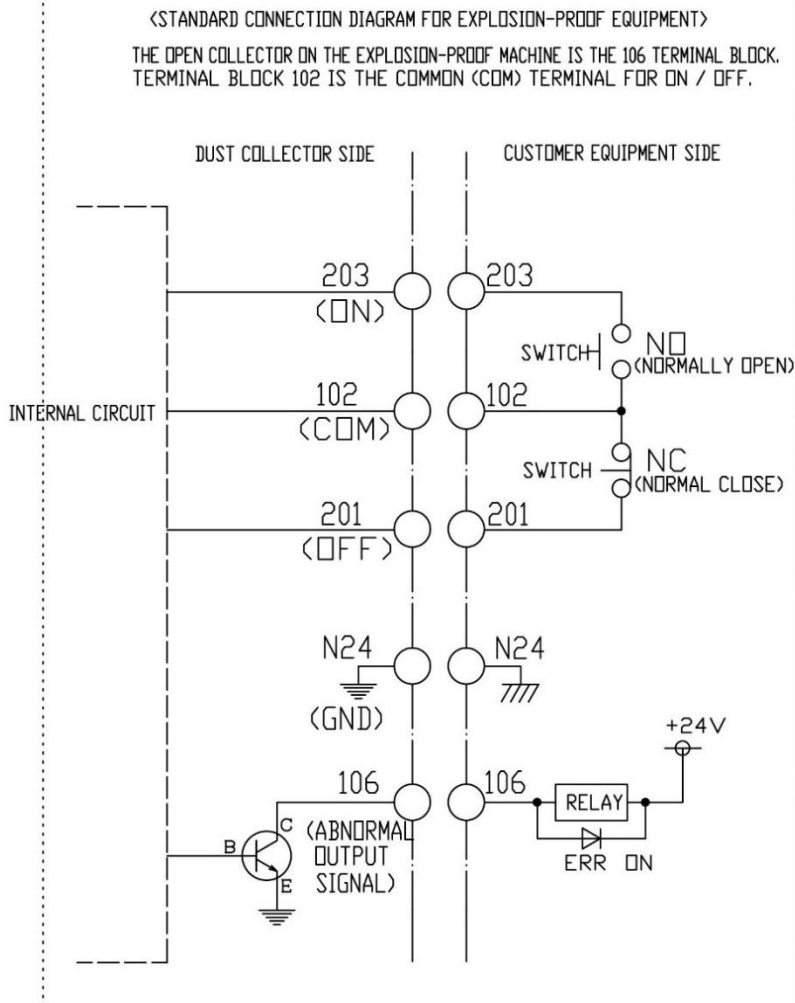 <STANDARD CONNECTION DIAGRAM FOR EXPLOSION-PROOF EQUIPMENT>
THE OPEN COLLECTOR ON THE EXPLOSION-PROOF MACHINE IS THE 106 TERMINAL BLOCK.
TERMINAL BLOCK 102 IS THE COMMON (COM) TERMINAL FOR ON / OFF.
DUST COLLECTOR SIDE
CUSTOMER EQUIPMENT SIDE
203
(ON)
203
SWITCH
NO
(NORMALLY OPEN)
INTERNAL CIRCUIT
102
(COM)
102
SWITCH
NC
(NORMAL CLOSE)
201
(OFF)
201
N24
(GND)
N24
+24V
106
(ABNORMAL
OUTPUT
SIGNAL)
106
RELAY
ERR ON
B
C
E